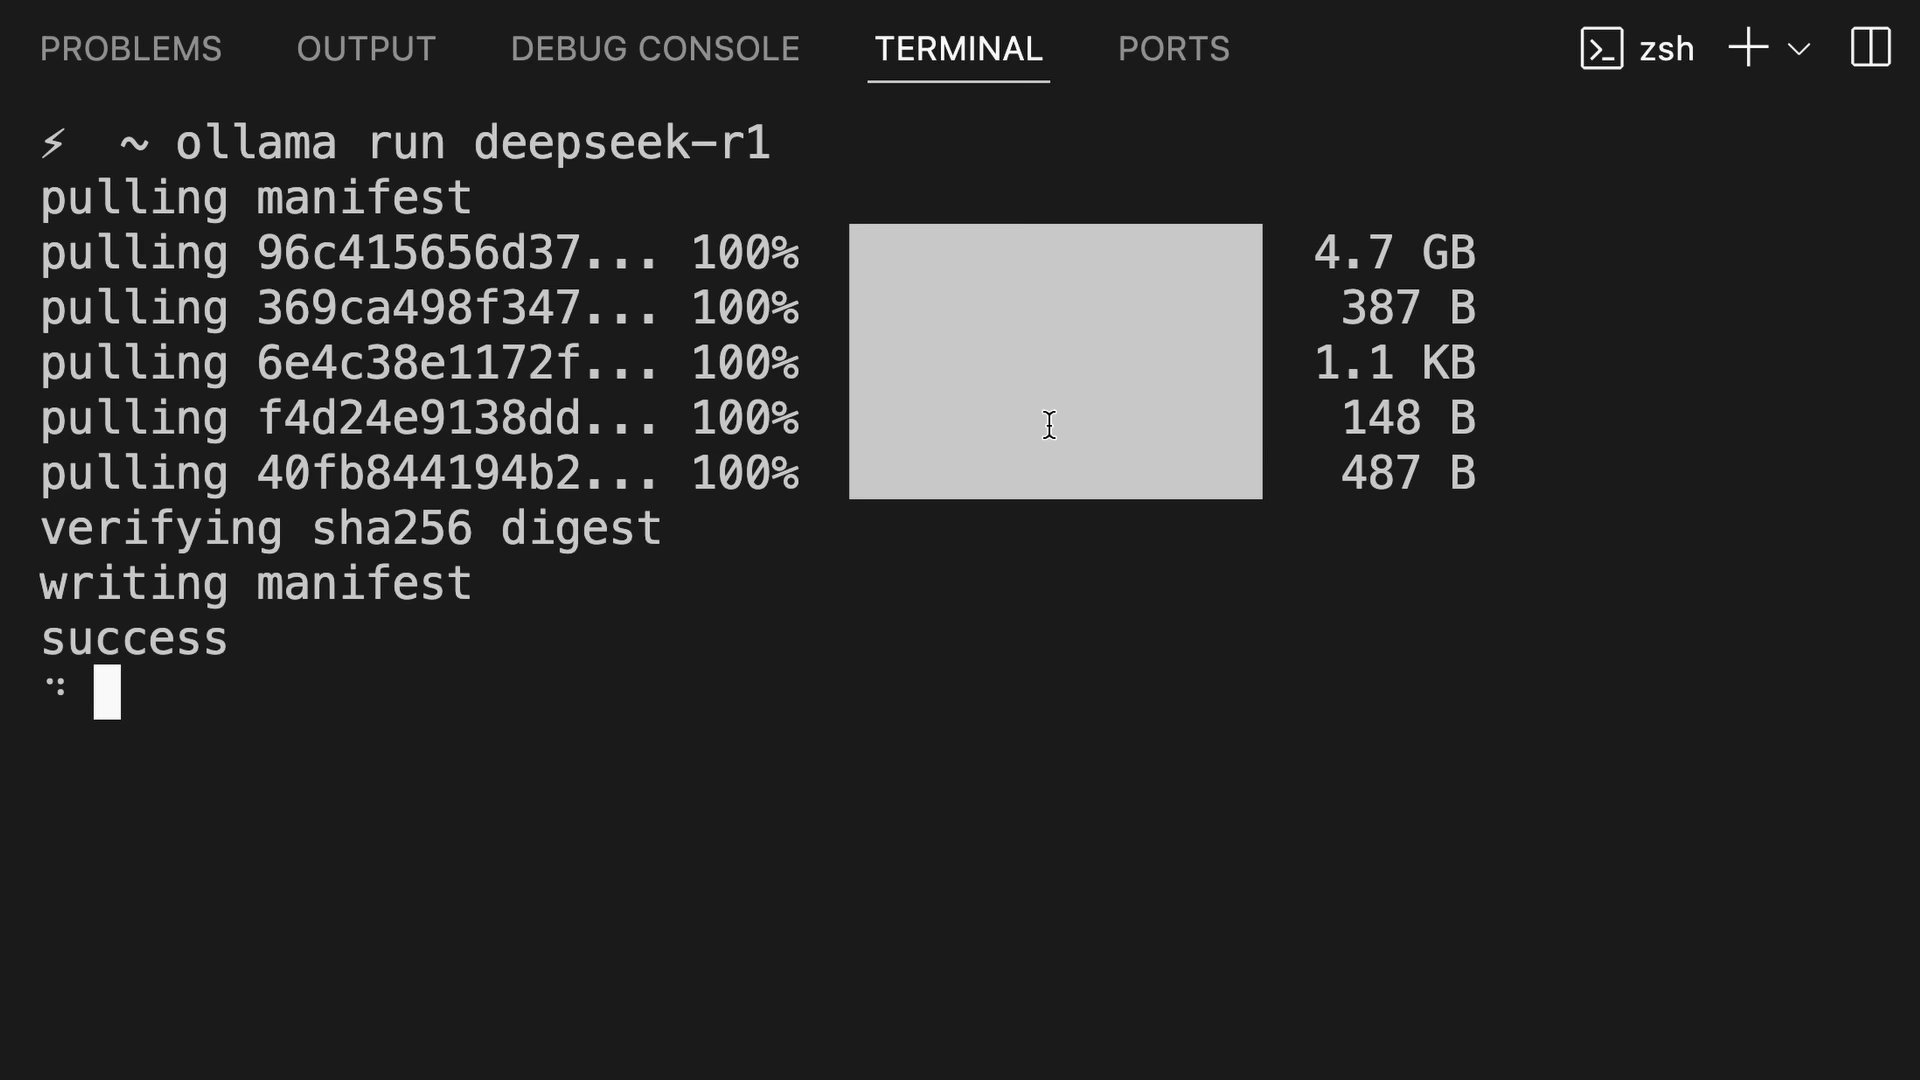 PROBLEMS OUTPUT DEBUG CONSOLE TERMINAL PORTS zsh
⚡ ~ ollama run deepseek-r1
pulling manifest
pulling 96c415656d37... 100% 4.7 GB
pulling 369ca498f347... 100% 387 B
pulling 6e4c38e1172f... 100% 1.1 KB
pulling f4d24e9138dd... 100% 148 B
pulling 40fb844194b2... 100% 487 B
verifying sha256 digest
writing manifest
success